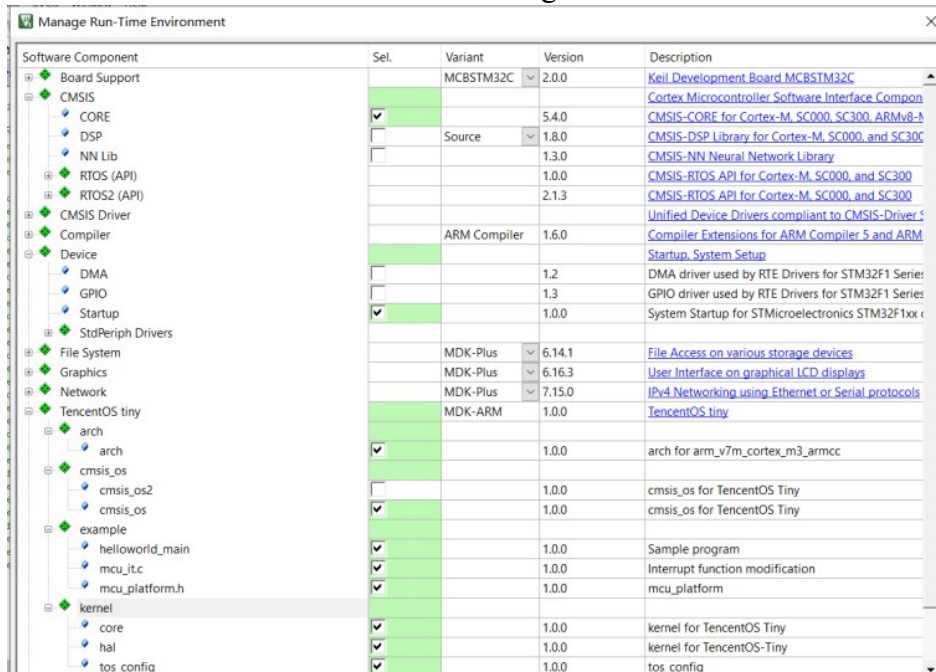 Manage Run-Time Environment
Software Component Sel. Variant Version Description
Board Support MCBSTM32C 2.0.0 Keil Development Board MCBSTM32C
CMSIS Cortex Microcontroller Software Interface Compon
CORE 5.4.0 CMSIS-CORE for Cortex-M, SC000, SC300, ARMv8-M
DSP Source 1.8.0 CMSIS-DSP Library for Cortex-M, SC000, and SC300
NN Lib 1.3.0 CMSIS-NN Neural Network Library
RTOS (API) 1.0.0 CMSIS-RTOS API for Cortex-M, SC000, and SC300
RTOS2 (API) 2.1.3 CMSIS-RTOS API for Cortex-M, SC000, and SC300
CMSIS Driver Unified Device Drivers compliant to CMSIS-Driver
Compiler ARM Compiler 1.6.0 Compiler Extensions for ARM Compiler 5 and ARM
Device Startup, System Setup
DMA 1.2 DMA driver used by RTE Drivers for STM32F1 Series
GPIO 1.3 GPIO driver used by RTE Drivers for STM32F1 Series
Startup 1.0.0 System Startup for STMicroelectronics STM32F1xx
StdPeriph Drivers
File System MDK-Plus 6.14.1 File Access on various storage devices
Graphics MDK-Plus 6.16.3 User Interface on graphical LCD displays
Network MDK-Plus 7.15.0 IPv4 Networking using Ethernet or Serial protocols
TencentOS tiny MDK-ARM 1.0.0 TencentOS tiny
arch
arch 1.0.0 arch for arm_v7m_cortex_m3_armcc
cmsis_os
cmsis_os2 1.0.0 cmsis_os for TencentOS Tiny
cmsis_os 1.0.0 cmsis_os for TencentOS Tiny
example
helloworld_main 1.0.0 Sample program
mcu_it.c 1.0.0 Interrupt function modification
mcu_platform.h 1.0.0 mcu_platform
kernel
core 1.0.0 kernel for TencentOS Tiny
hal 1.0.0 kernel for TencentOS-Tiny
tos_config 1.0.0 tos_config